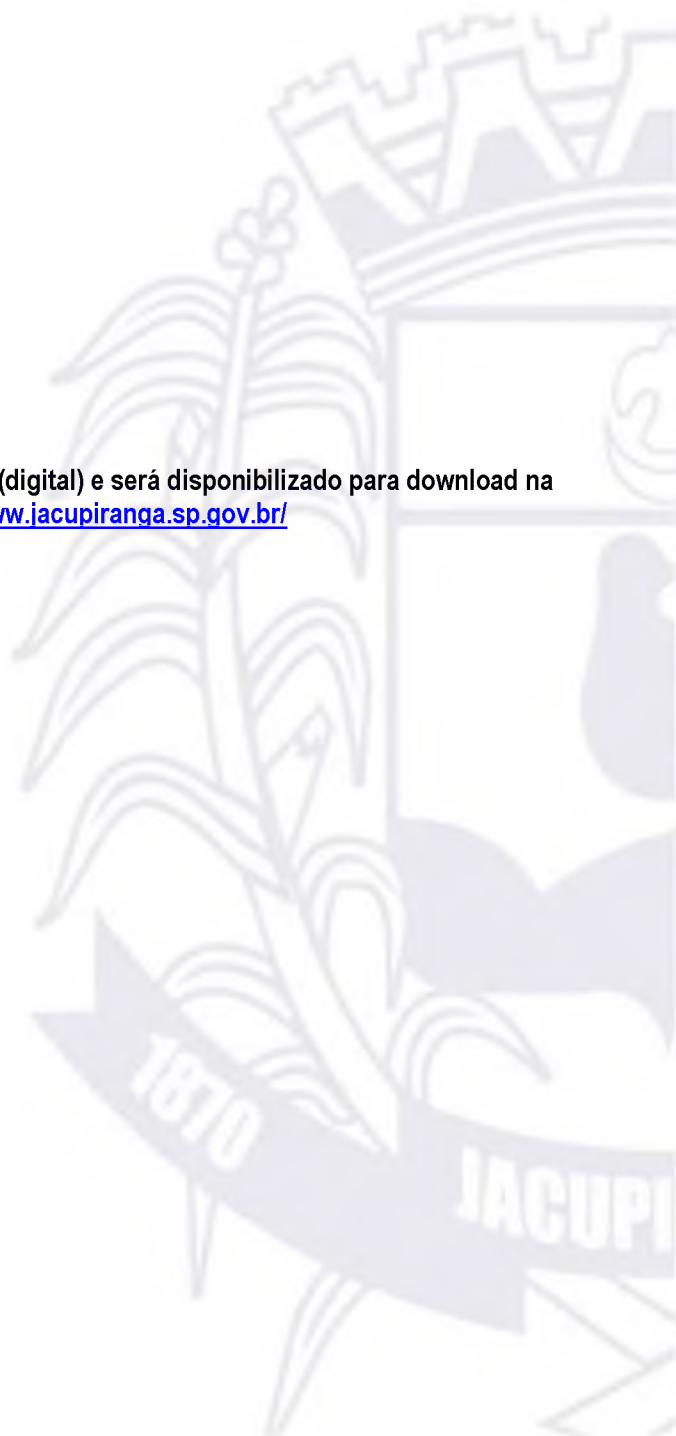 (digital) e será disponibilizado para download na
w.jacupiranga.sp.gov.br/
1870
JACUPI